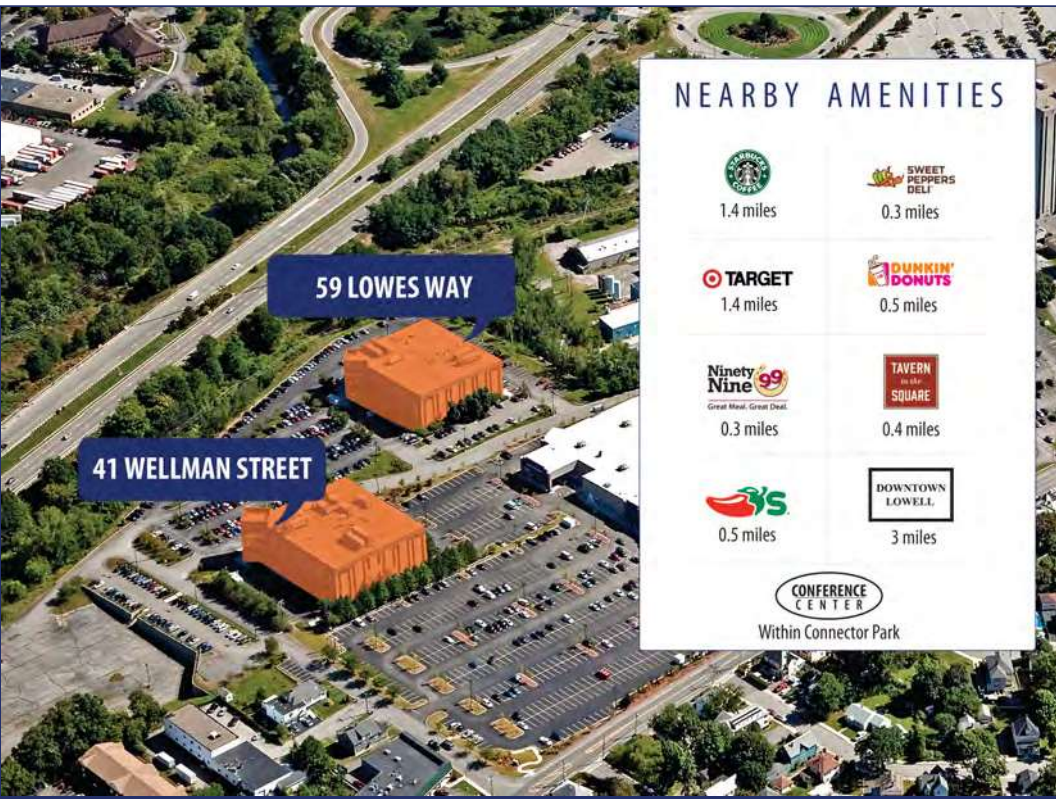 NEARBY AMENITIES
STARBUCKS
COFFEE
1.4 miles
SWEET
PEPPERS
DELI
0.3 miles
TARGET
1.4 miles
DUNKIN'
DONUTS
0.5 miles
Ninety
Nine 99
Great Meal. Great Deal.
0.3 miles
TAVERN
in the
SQUARE
0.4 miles
'S
0.5 miles
DOWNTOWN
LOWELL
3 miles
CONFERENCE
CENTER
Within Connector Park
59 LOWES WAY
41 WELLMAN STREET